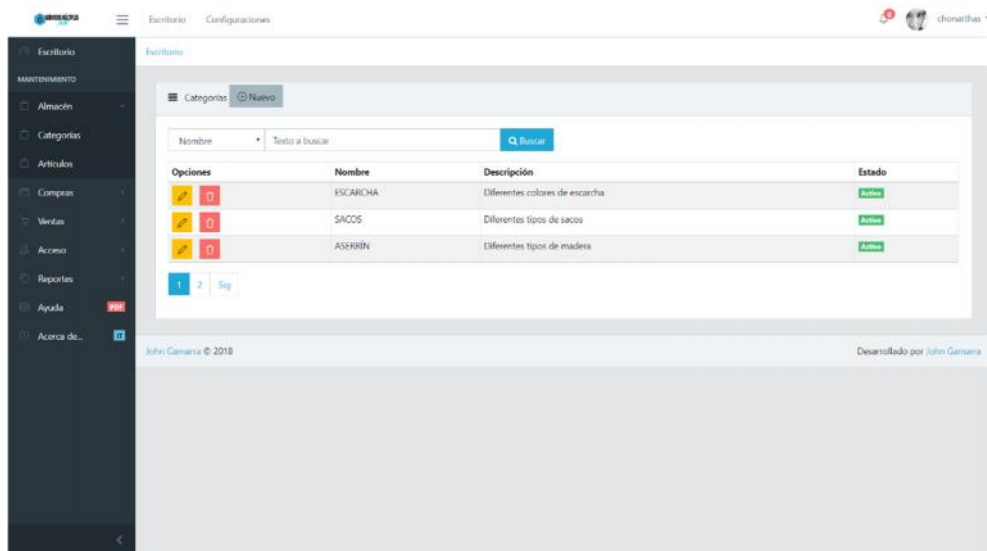 Escritorio Configuraciones
chonarthas
Escritorio
MANTENIMIENTO
Almacén
Categorías
Artículos
Compras
Ventas
Acceso
Reportes
Ayuda PDF
Acerca de... IT
Escritorio
Categorías Nuevo
Nombre Texto a buscar Buscar
Opciones Nombre Descripción Estado
ESCARCHA Diferentes colores de escarcha Activo
SACOS Diferentes tipos de sacos Activo
ASERRÍN Diferentes tipos de madera Activo
1 2 Sig
John Gamarra © 2018 Desarrollado por John Gamarra